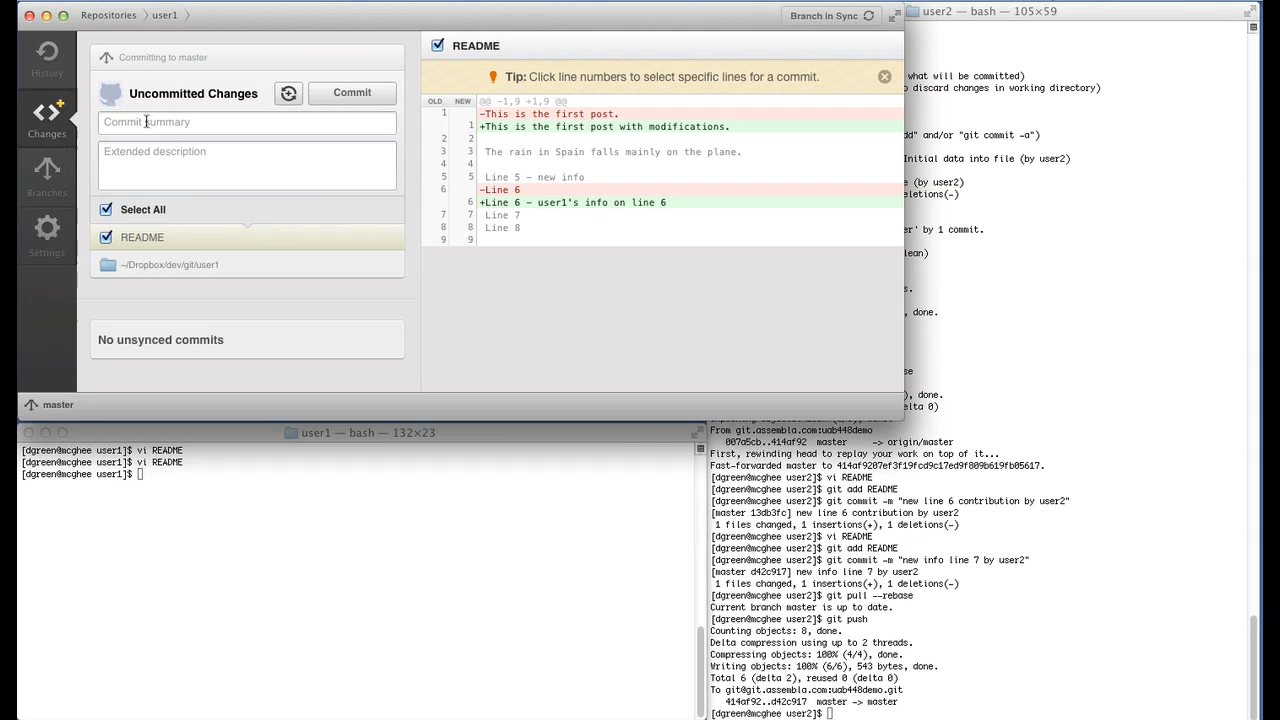 Repositories
user1
Branch in Sync
user2 — bash — 105×59
History
Changes
Branches
Settings
Committing to master
Uncommitted Changes
Commit
Commit summary
Extended description
Select All
README
~/Dropbox/dev/git/user1
No unsynced commits
master
README
Tip: Click line numbers to select specific lines for a commit.
OLD NEW @@ -1,9 +1,9 @@
1 -This is the first post.
1 +This is the first post with modifications.
2 2
3 3 The rain in Spain falls mainly on the plane.
4 4
5 5 Line 5 - new info
6 -Line 6
6 +Line 6 - user1's info on line 6
7 7 Line 7
8 8 Line 8
9 9
user1 — bash — 132×23
[dgreen@mcghee user1]$ vi README
[dgreen@mcghee user1]$ vi README
[dgreen@mcghee user1]$
what will be committed)
o discard changes in working directory)
dd" and/or "git commit -a")
Initial data into file (by user2)
e (by user2)
deletions(-)
er' by 1 commit.
lean)
s.
, done.
se
), done.
elta 0)
From git.assembla.com:uab448demo
007a5cb..414af92 master -> origin/master
First, rewinding head to replay your work on top of it...
Fast-forwarded master to 414af9207ef3f19fcd9c17ed9f809b619fb05617.
[dgreen@mcghee user2]$ vi README
[dgreen@mcghee user2]$ git add README
[dgreen@mcghee user2]$ git commit -m "new line 6 contribution by user2"
[master 13db3fc] new line 6 contribution by user2
1 files changed, 1 insertions(+), 1 deletions(-)
[dgreen@mcghee user2]$ vi README
[dgreen@mcghee user2]$ git add README
[dgreen@mcghee user2]$ git commit -m "new info line 7 by user2"
[master d42c917] new info line 7 by user2
1 files changed, 1 insertions(+), 1 deletions(-)
[dgreen@mcghee user2]$ git pull --rebase
Current branch master is up to date.
[dgreen@mcghee user2]$ git push
Counting objects: 8, done.
Delta compression using up to 2 threads.
Compressing objects: 100% (4/4), done.
Writing objects: 100% (6/6), 543 bytes, done.
Total 6 (delta 2), reused 0 (delta 0)
To git@git.assembla.com:uab448demo.git
414af92..d42c917 master -> master
[dgreen@mcghee user2]$